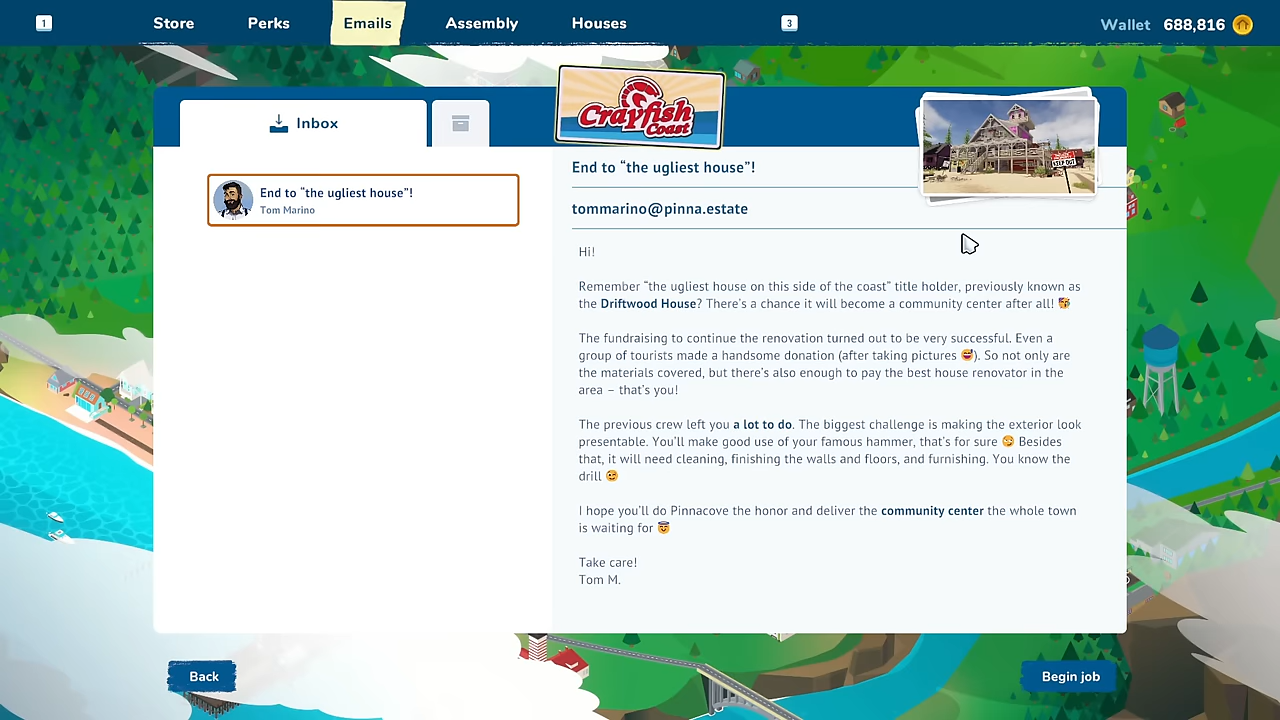 1 Store Perks Emails Assembly Houses 3 Wallet 688,816
Inbox
Crayfish
Coast
End to “the ugliest house”!
Tom Marino
End to “the ugliest house”!
tommarino@pinna.estate
Hi!
Remember “the ugliest house on this side of the coast” title holder, previously known as
the Driftwood House? There's a chance it will become a community center after all! 🥳
The fundraising to continue the renovation turned out to be very successful. Even a
group of tourists made a handsome donation (after taking pictures 😅). So not only are
the materials covered, but there's also enough to pay the best house renovator in the
area – that's you!
The previous crew left you a lot to do. The biggest challenge is making the exterior look
presentable. You'll make good use of your famous hammer, that's for sure 😏 Besides
that, it will need cleaning, finishing the walls and floors, and furnishing. You know the
drill 😉
I hope you'll do Pinnacove the honor and deliver the community center the whole town
is waiting for 😇
Take care!
Tom M.
Back
Begin job